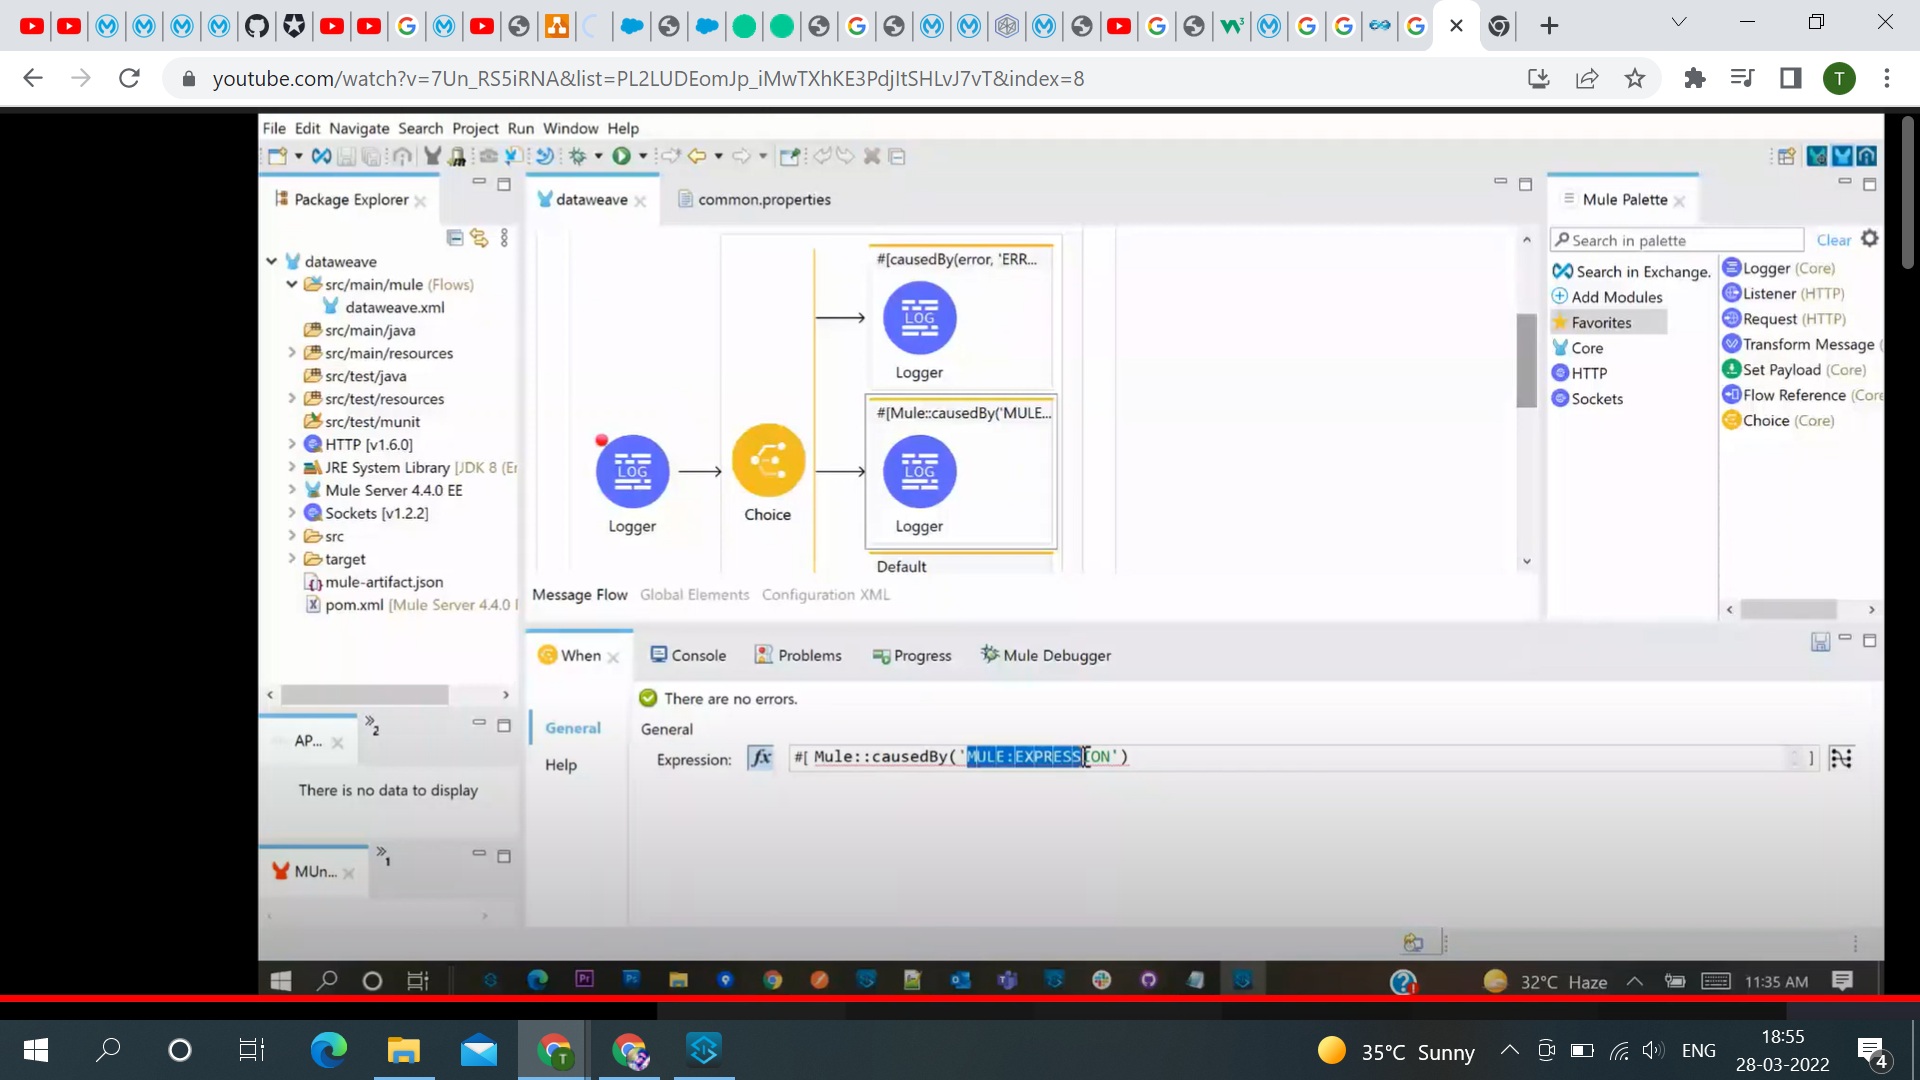 youtube.com/watch?v=7Un_RS5iRNA&list=PL2LUDEomJp_iMwTXhKE3PdjItSHLvJ7vT&index=8
T
File Edit Navigate Search Project Run Window Help
Package Explorer
dataweave
common.properties
Mule Palette
dataweave
src/main/mule (Flows)
dataweave.xml
src/main/java
src/main/resources
src/test/java
src/test/resources
src/test/munit
HTTP [v1.6.0]
JRE System Library [JDK 8 (Er
Mule Server 4.4.0 EE
Sockets [v1.2.2]
src
target
mule-artifact.json
pom.xml [Mule Server 4.4.0
#[causedBy(error, 'ERR...
LOG
Logger
#[Mule::causedBy('MULE...
LOG
Logger
Choice
LOG
Logger
Default
Message Flow Global Elements Configuration XML
Search in palette
Clear
Search in Exchange.
Add Modules
Favorites
Core
HTTP
Sockets
Logger (Core)
Listener (HTTP)
Request (HTTP)
Transform Message (
Set Payload (Core)
Flow Reference (Core
Choice (Core)
When
Console
Problems
Progress
Mule Debugger
There are no errors.
General
General
Expression: fx #[ Mule::causedBy('MULE:EXPRESSION') ]
Help
AP...
2
There is no data to display
MUn...
1
32°C Haze
11:35 AM
35°C Sunny
ENG
18:55
28-03-2022
4